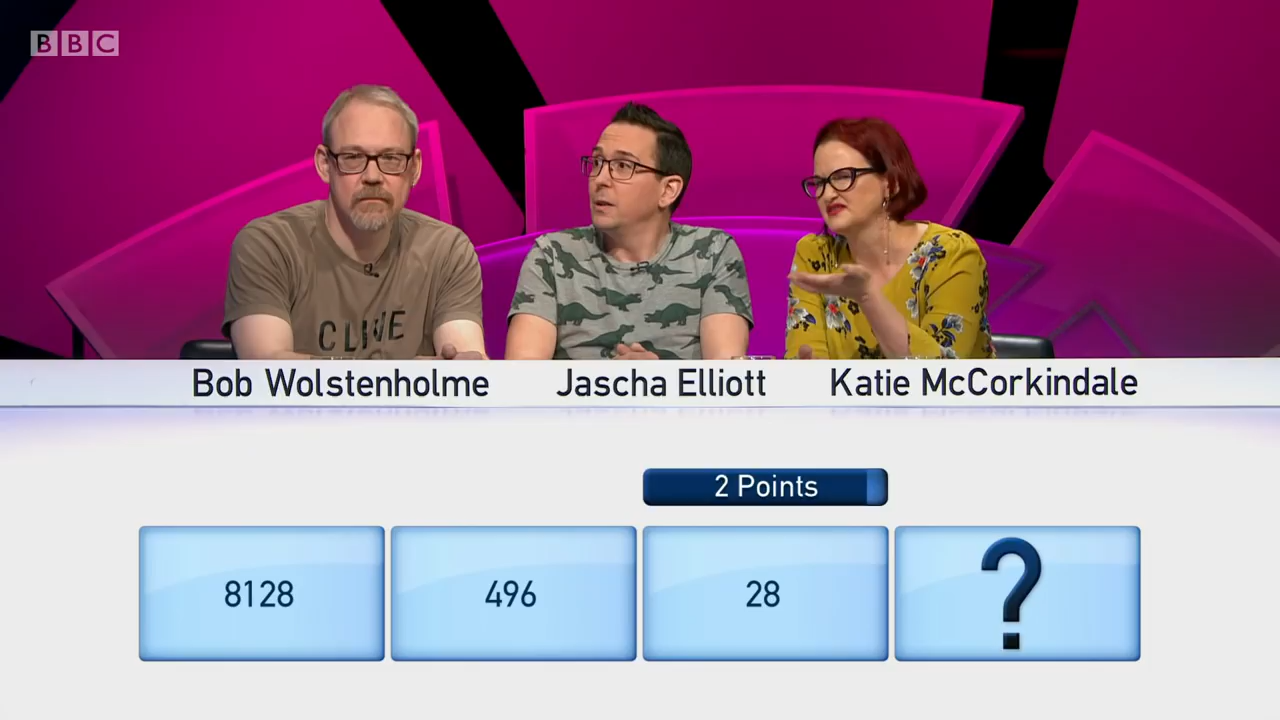 BBC
CLIVE
Bob Wolstenholme Jascha Elliott Katie McCorkindale
2 Points
8128 496 28 ?